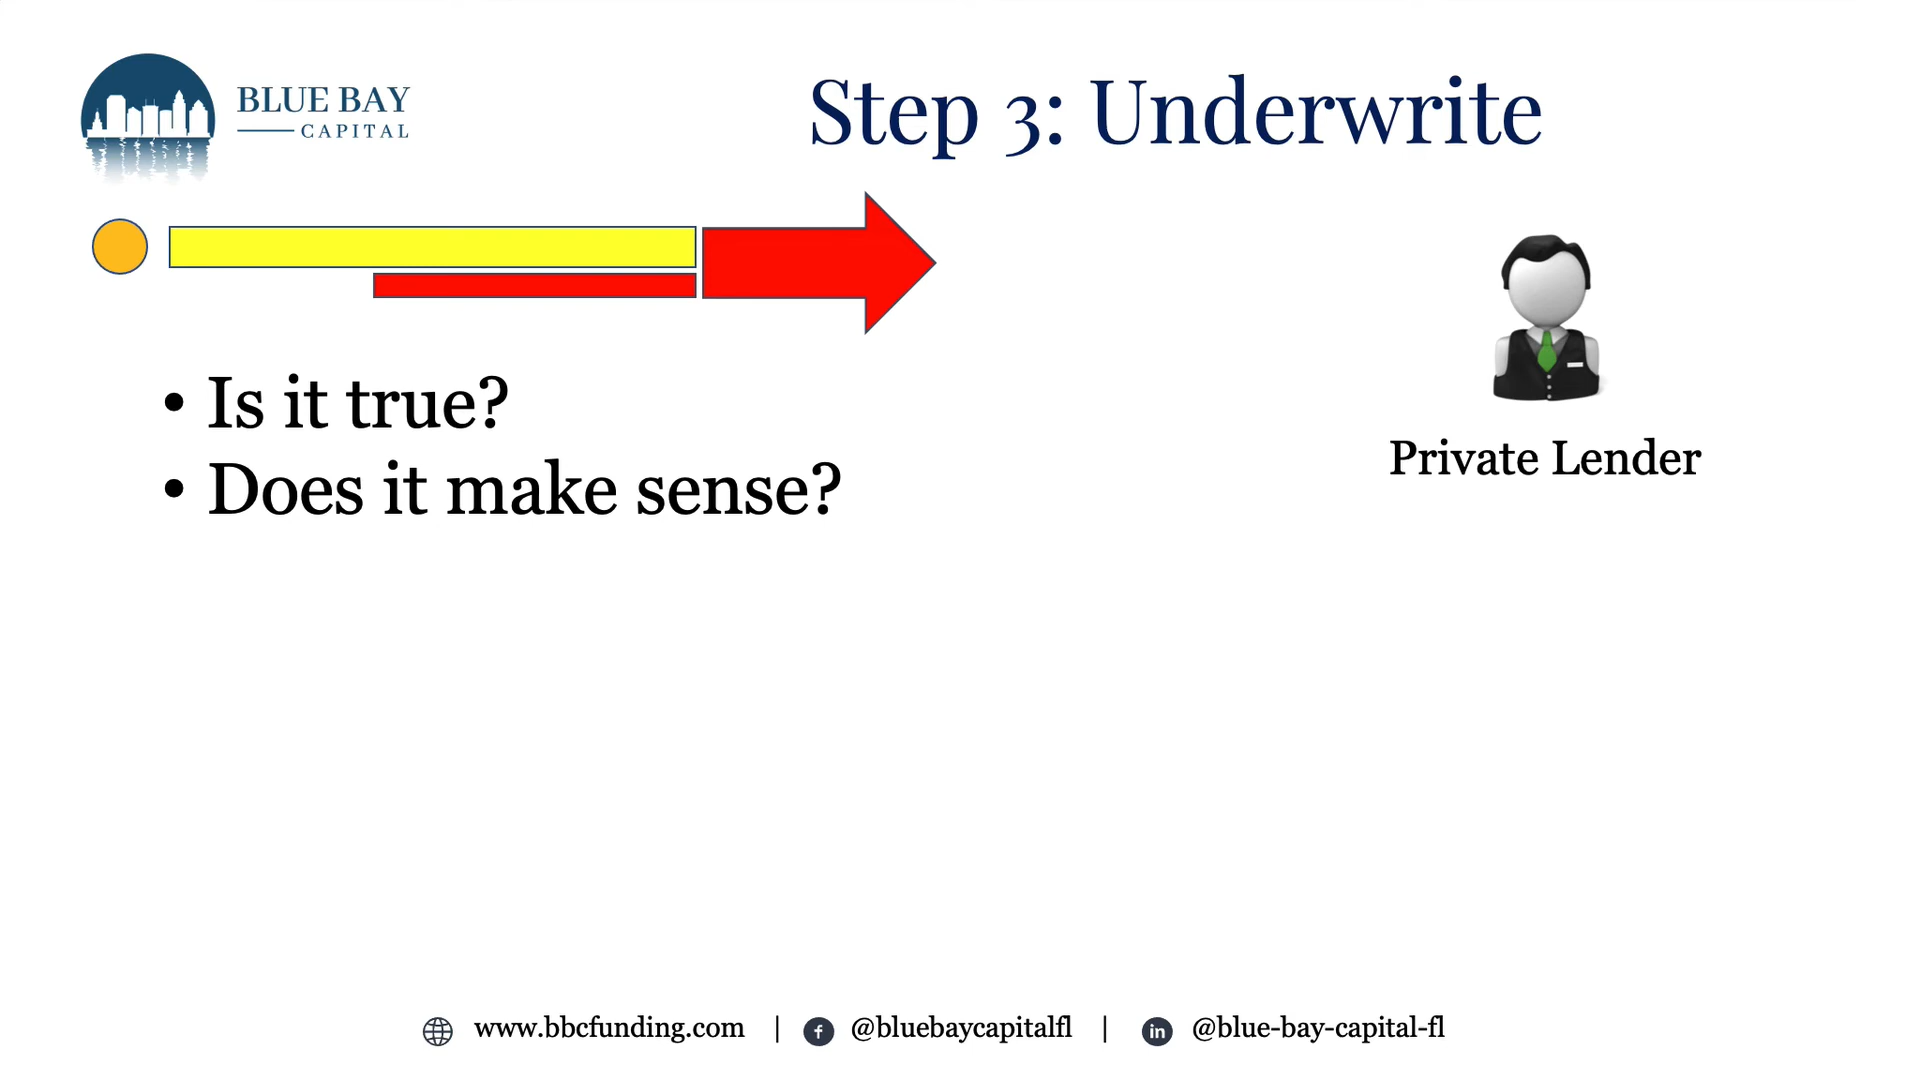 BLUE BAY
CAPITAL
Step 3: Underwrite
• Is it true?
• Does it make sense?
Private Lender
www.bbcfunding.com | @bluebaycapitalfl | @blue-bay-capital-fl